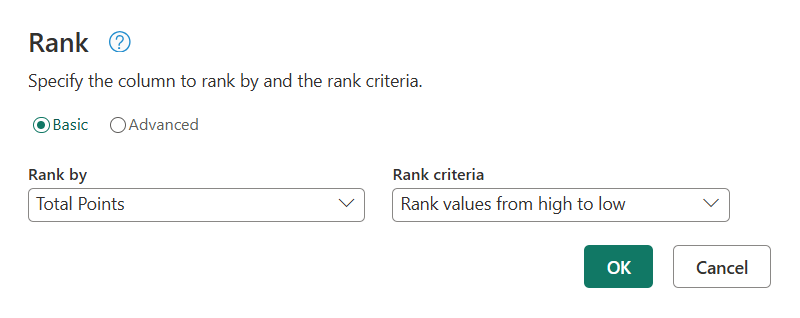 Rank ?
Specify the column to rank by and the rank criteria.
Basic Advanced
Rank by Rank criteria
Total Points Rank values from high to low
OK Cancel